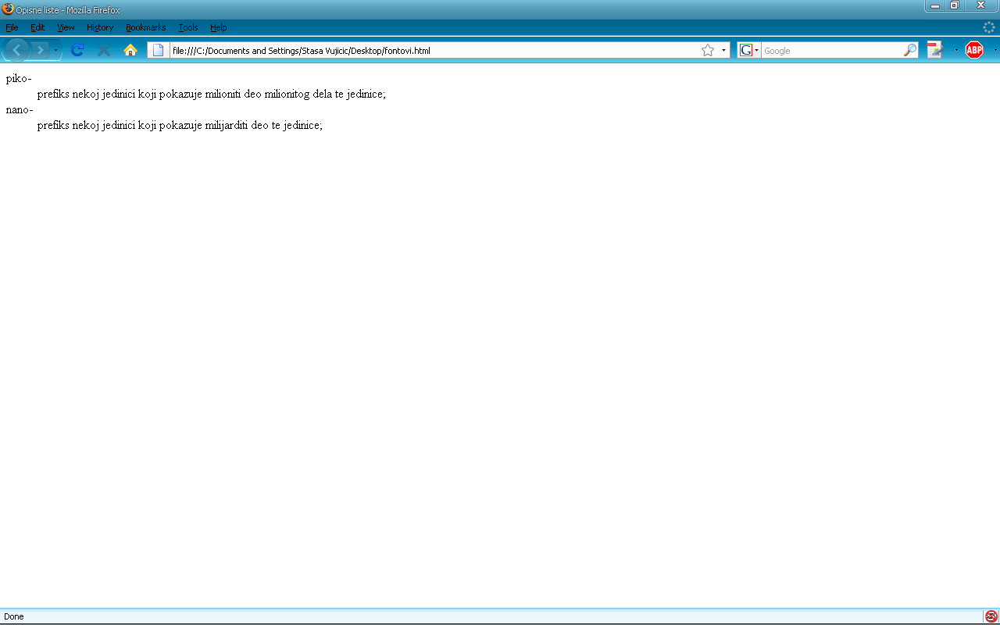 Opisne liste - Mozilla Firefox
File Edit View History Bookmarks Tools Help
file:///C:/Documents and Settings/Stasa Vujicic/Desktop/fontovi.html G Google ABP
piko-
prefiks nekoj jedinici koji pokazuje milioniti deo milionitog dela te jedinice;
nano-
prefiks nekoj jedinici koji pokazuje milijarditi deo te jedinice;
Done